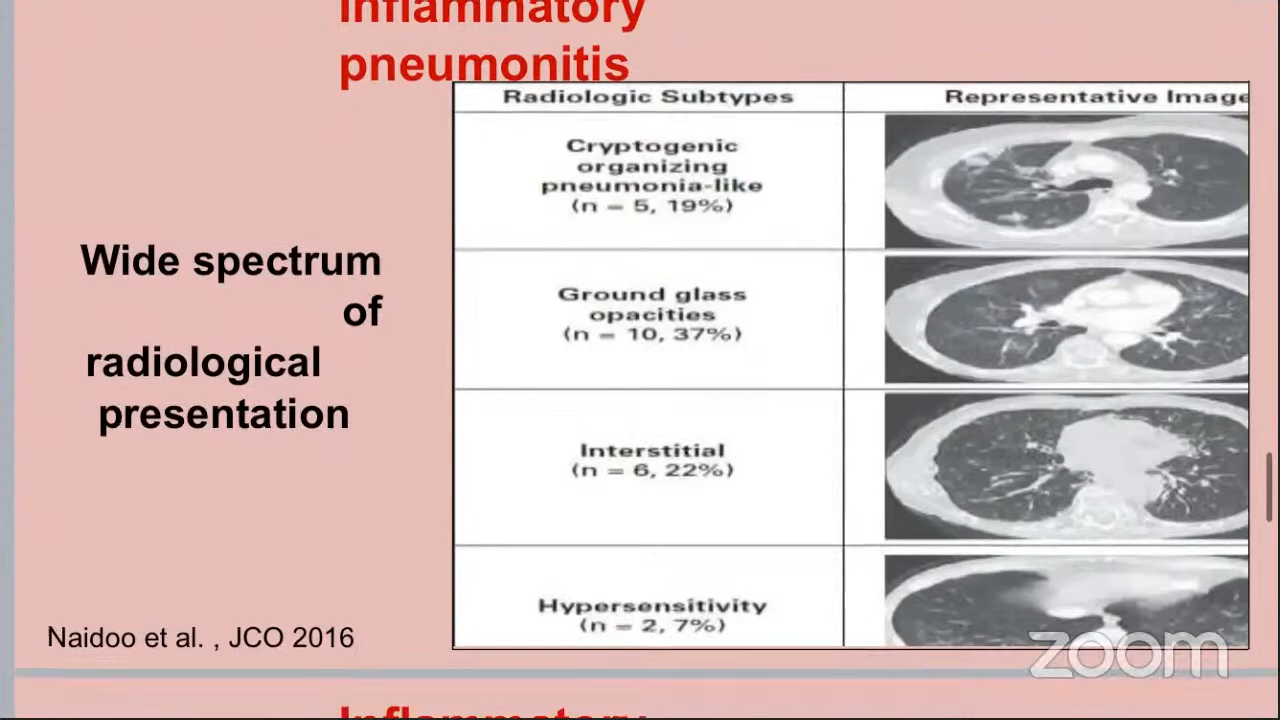 Inflammatory
pneumonitis
Radiologic Subtypes
Representative Image
Cryptogenic
organizing
pneumonia-like
(n = 5, 19%)
Wide spectrum
of
radiological
presentation
Ground glass
opacities
(n = 10, 37%)
Interstitial
(n = 6, 22%)
Hypersensitivity
(n = 2, 7%)
Naidoo et al. , JCO 2016
zoom
Inflammatory